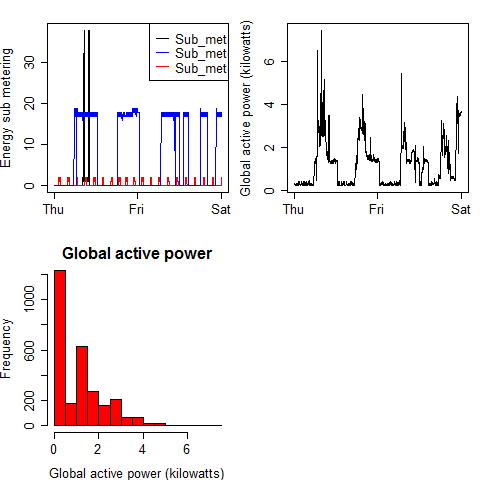 Energy sub metering
0
10
20
30
Sub_met
Sub_met
Sub_met
Thu
Fri
Sat
Global active power (kilowatts)
0
2
4
6
Thu
Fri
Sat
Global active power
Frequency
0
200
600
1000
0
2
4
6
Global active power (kilowatts)